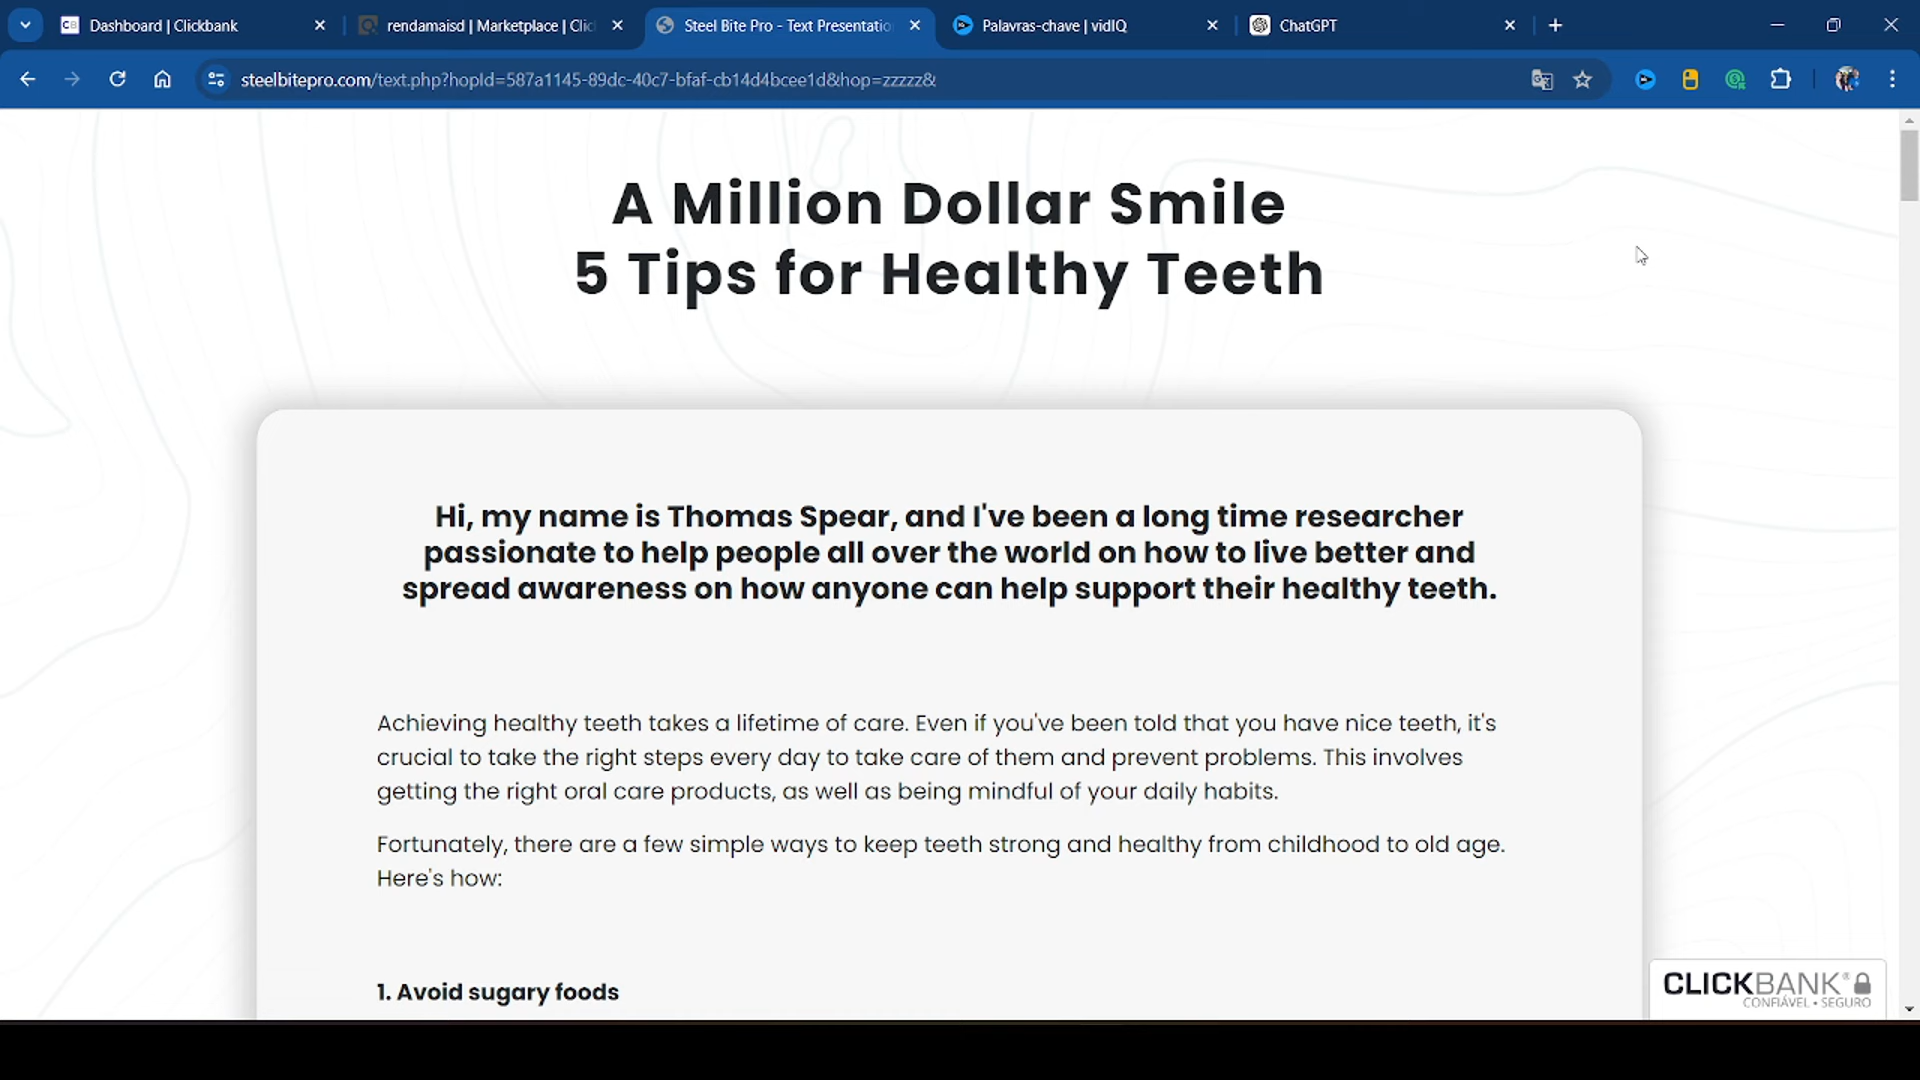 Dashboard | Clickbank
rendamaisd | Marketplace | Clic
Steel Bite Pro - Text Presentatio
Palavras-chave | vidIQ
ChatGPT
steelbitepro.com/text.php?hopId=587a1145-89dc-40c7-bfaf-cb14d4bcee1d&hop=zzzzz&
A Million Dollar Smile
5 Tips for Healthy Teeth
Hi, my name is Thomas Spear, and I've been a long time researcher
passionate to help people all over the world on how to live better and
spread awareness on how anyone can help support their healthy teeth.
Achieving healthy teeth takes a lifetime of care. Even if you've been told that you have nice teeth, it's
crucial to take the right steps every day to take care of them and prevent problems. This involves
getting the right oral care products, as well as being mindful of your daily habits.
Fortunately, there are a few simple ways to keep teeth strong and healthy from childhood to old age.
Here's how:
1. Avoid sugary foods
CLICKBANK®
CONFIÁVEL • SEGURO